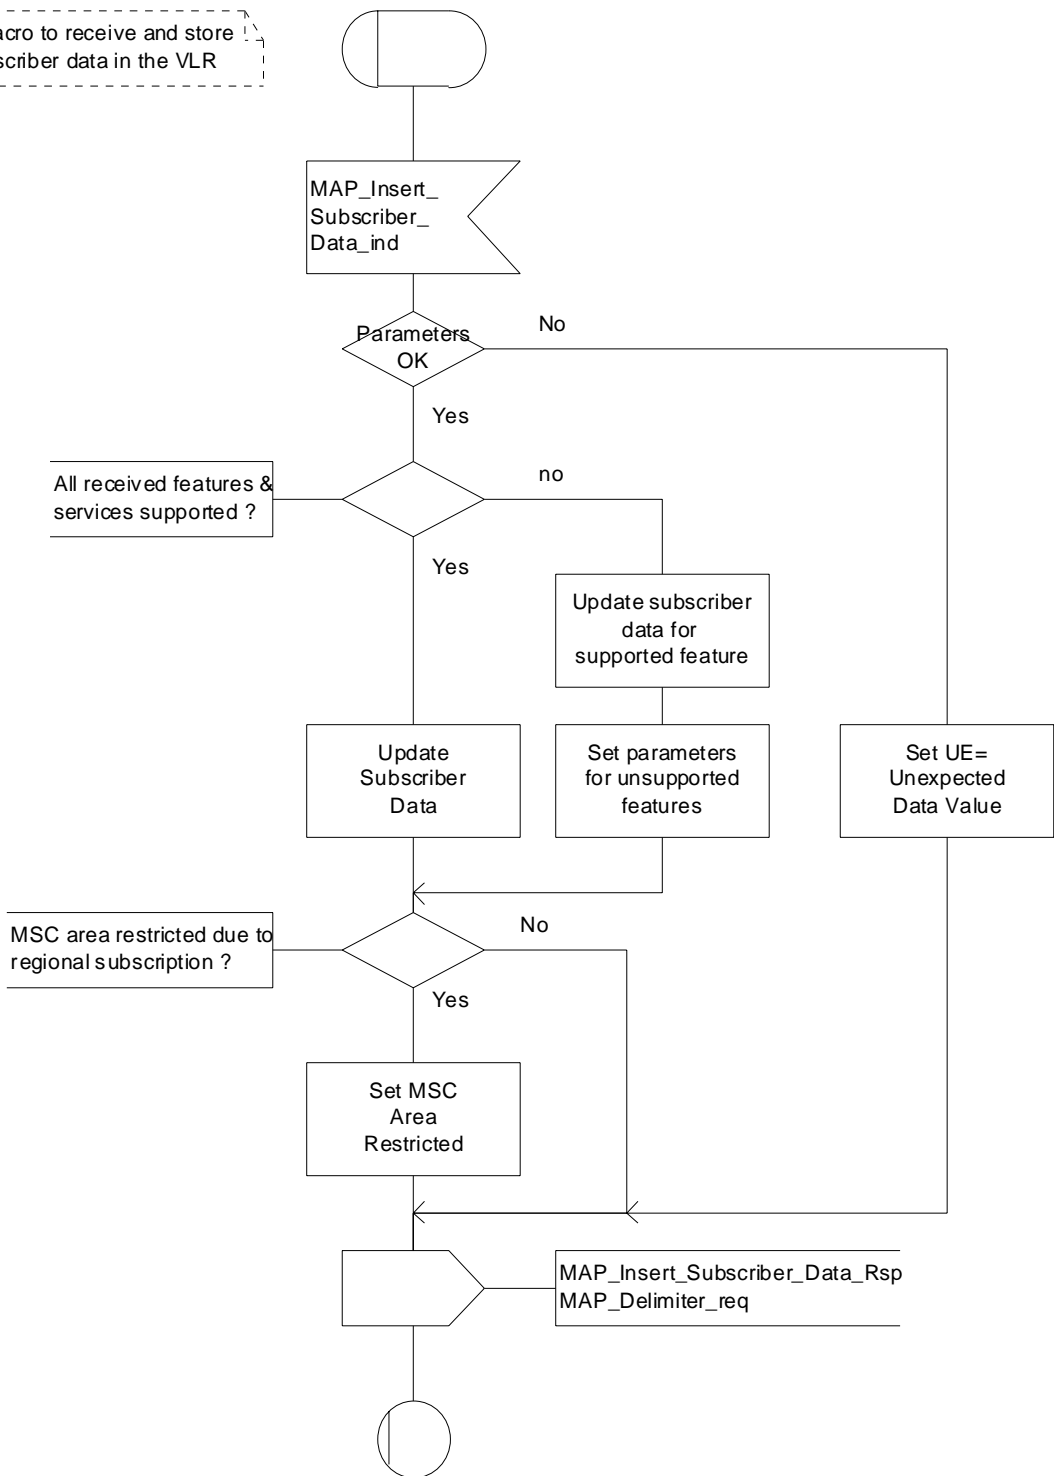 acro to receive and store
scriber data in the VLR
MAP_Insert_
Subscriber_
Data_ind
Parameters
OK
No
Yes
All received features &
services supported ?
no
Yes
Update subscriber
data for
supported feature
Update
Subscriber
Data
Set parameters
for unsupported
features
Set UE=
Unexpected
Data Value
MSC area restricted due to
regional subscription ?
No
Yes
Set MSC
Area
Restricted
MAP_Insert_Subscriber_Data_Rsp
MAP_Delimiter_req